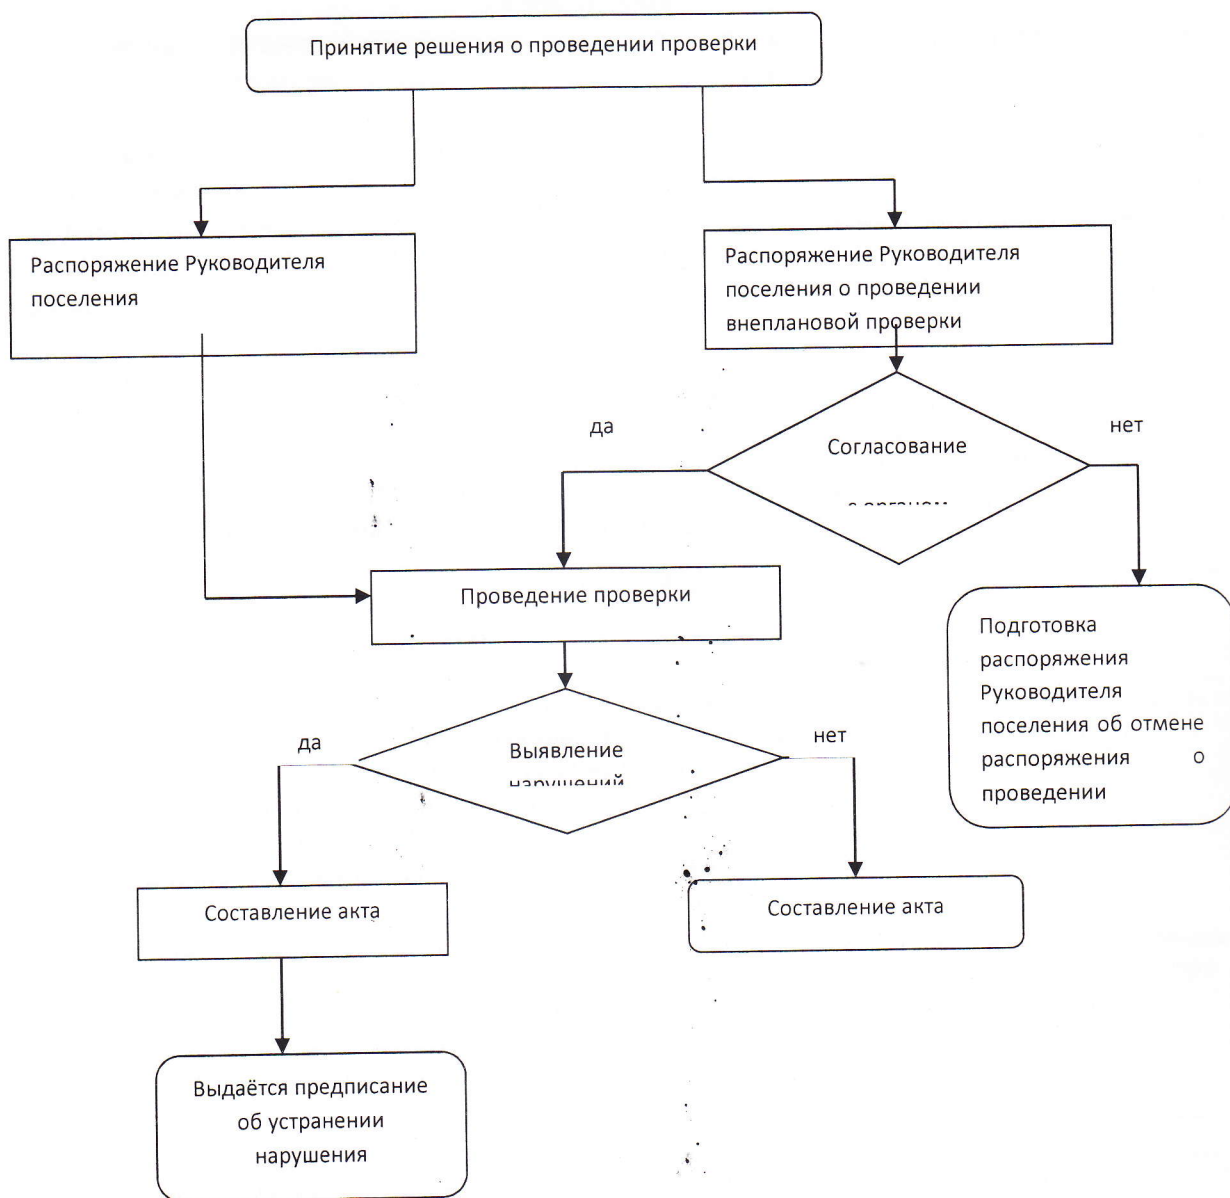 Принятие решения о проведении проверки
Распоряжение Руководителя
поселения
Распоряжение Руководителя
поселения о проведении
внеплановой проверки
да
нет
Согласование
с органом
Проведение проверки
Подготовка
распоряжения
Руководителя
поселения об отмене
распоряжения о
проведении
да
нет
Выявление
нарушений
Составление акта
Составление акта
Выдаётся предписание
об устранении
нарушения